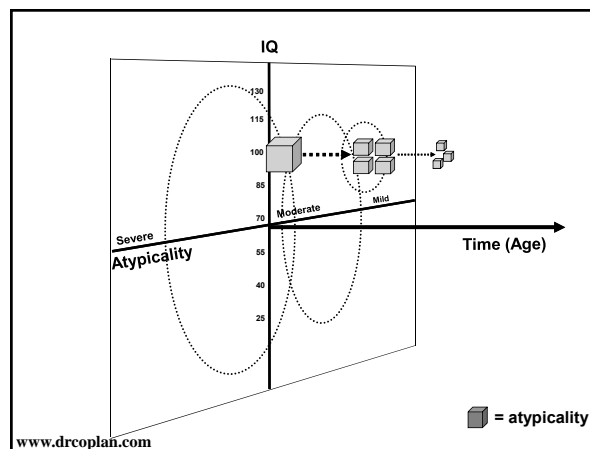 IQ
130
115
100
85
Moderate
Mild
70
Severe
Atypicality
Time (Age)
55
40
25
= atypicality
www.drcoplan.com